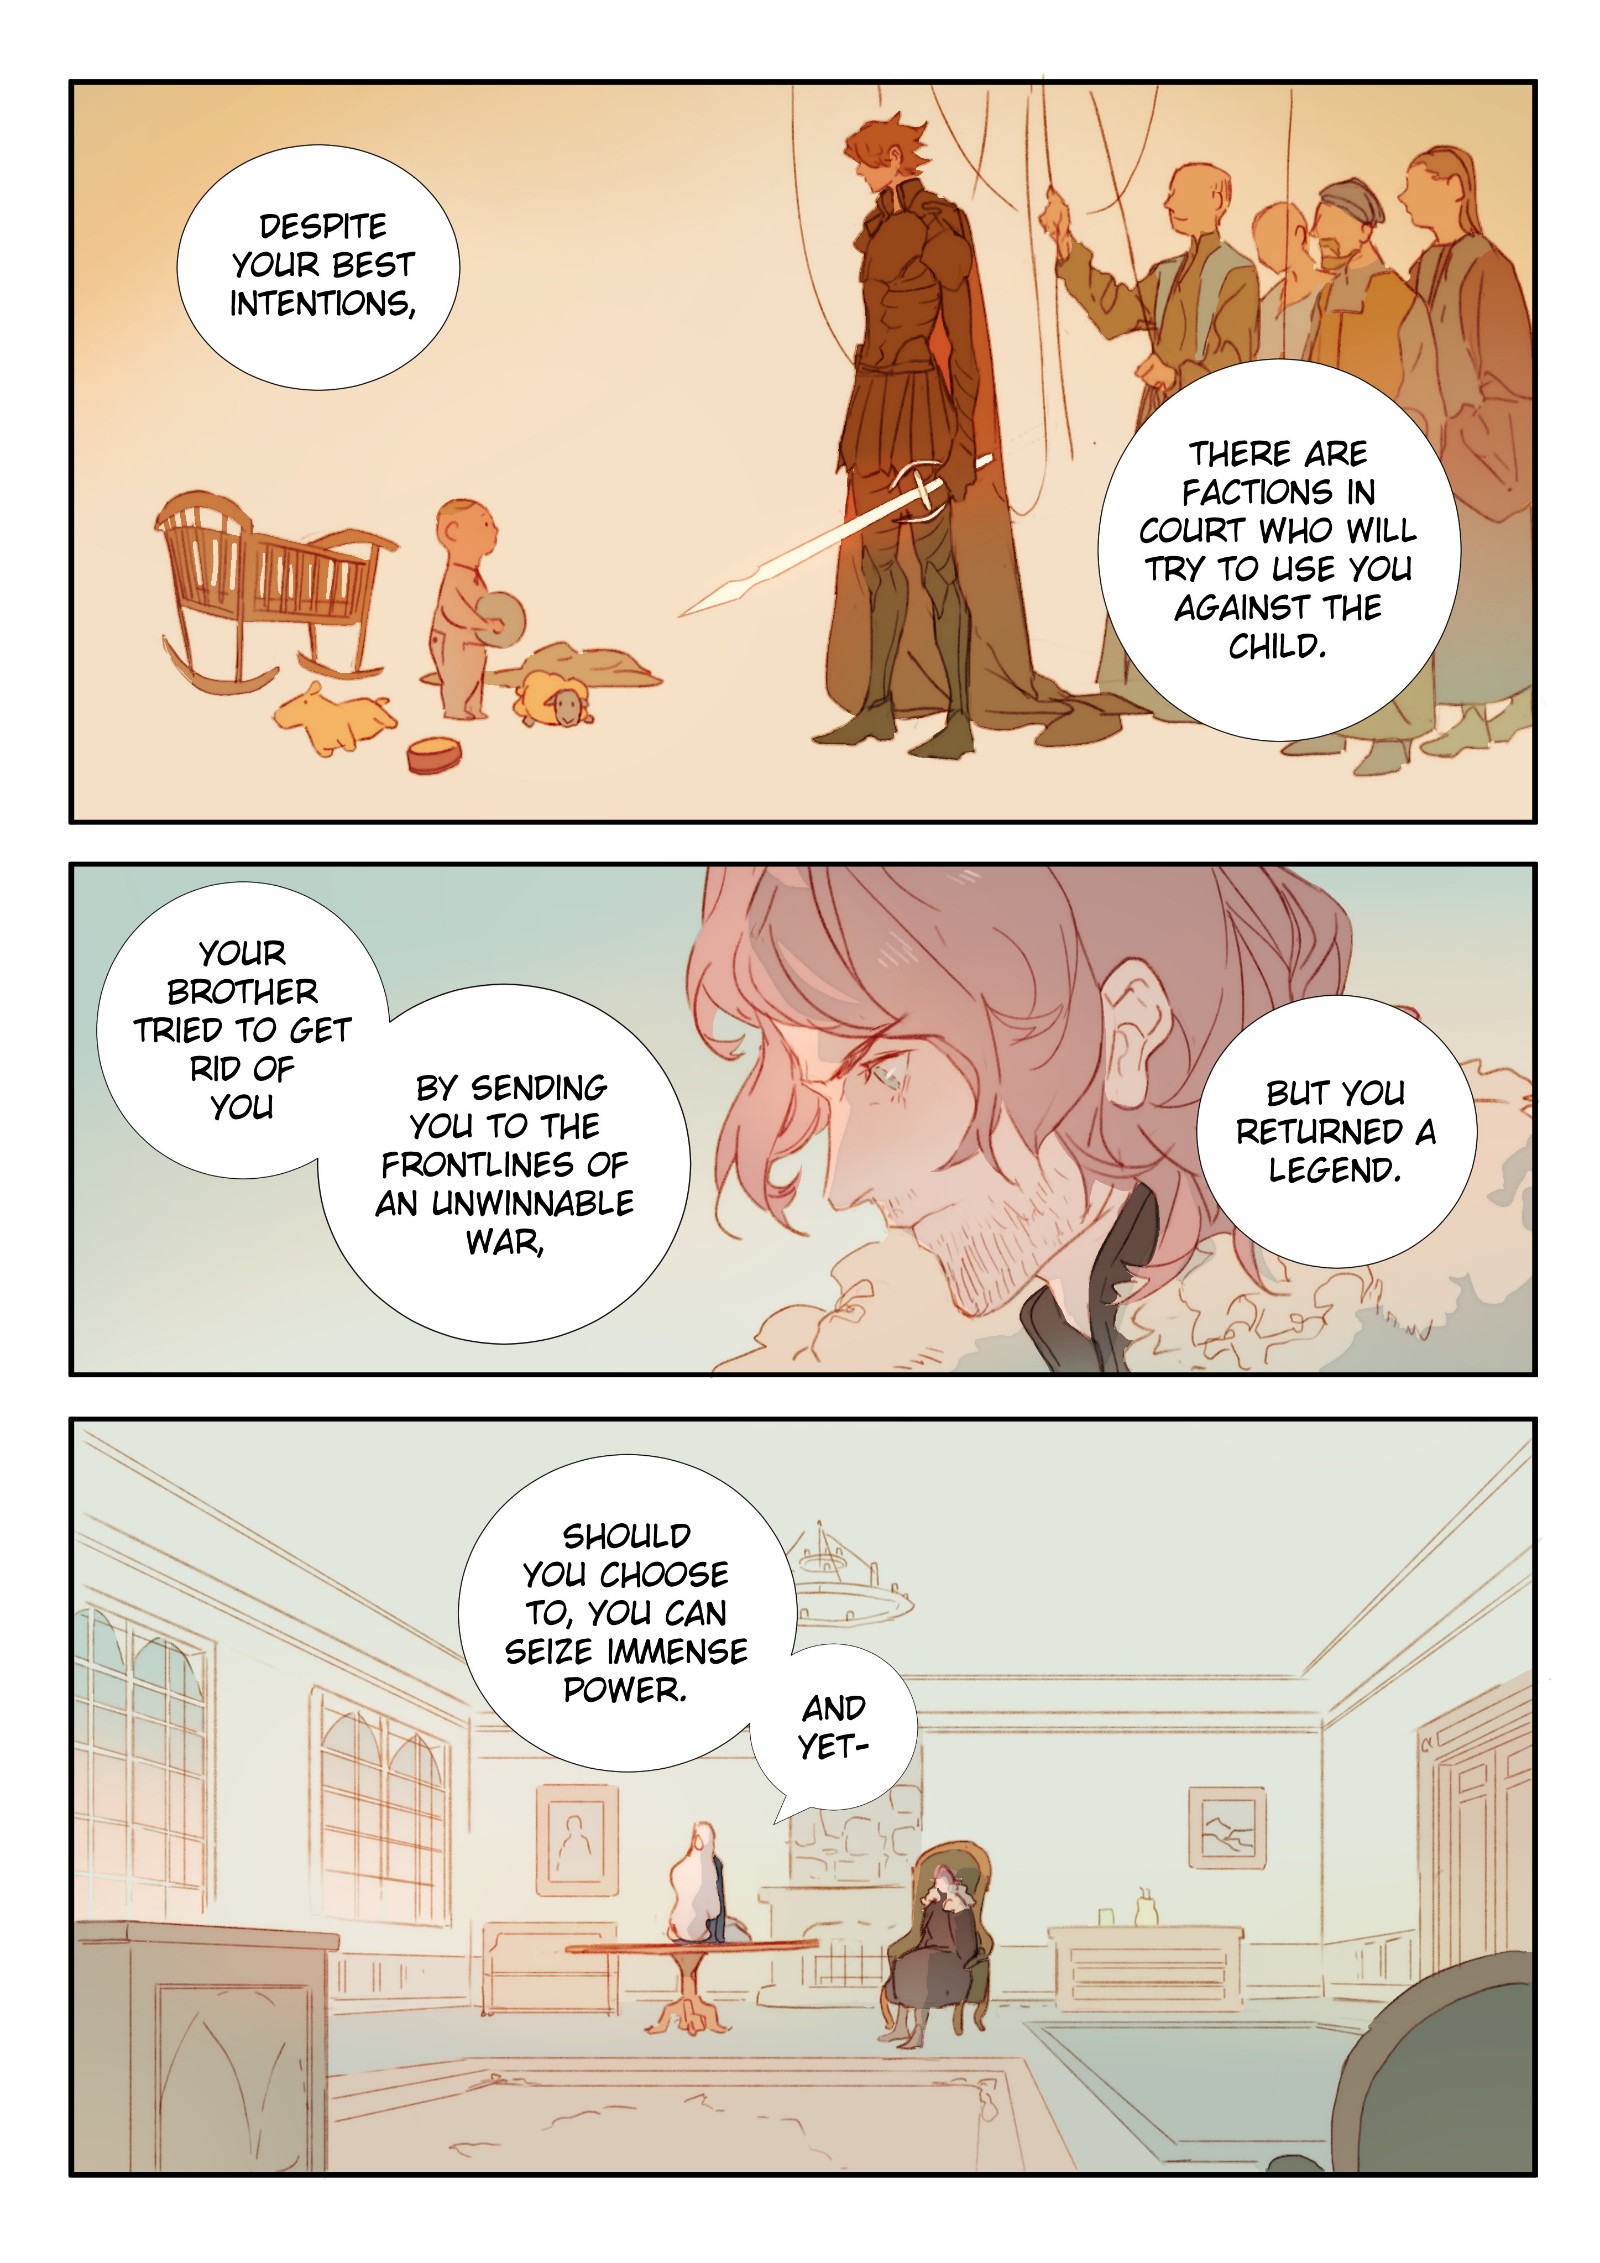 DESPITE
YOUR BEST
INTENTIONS,
THERE ARE
FACTIONS IN
COURT WHO WILL
TRY TO USE YOU
AGAINST THE
CHILD.
YOUR
BROTHER
TRIED TO GET
RID OF
YOU
BY SENDING
YOU TO THE
FRONTLINES OF
AN UNWINNABLE
WAR,
BUT YOU
RETURNED A
LEGEND.
SHOULD
YOU CHOOSE
TO, YOU CAN
SEIZE IMMENSE
POWER.
AND
YET-